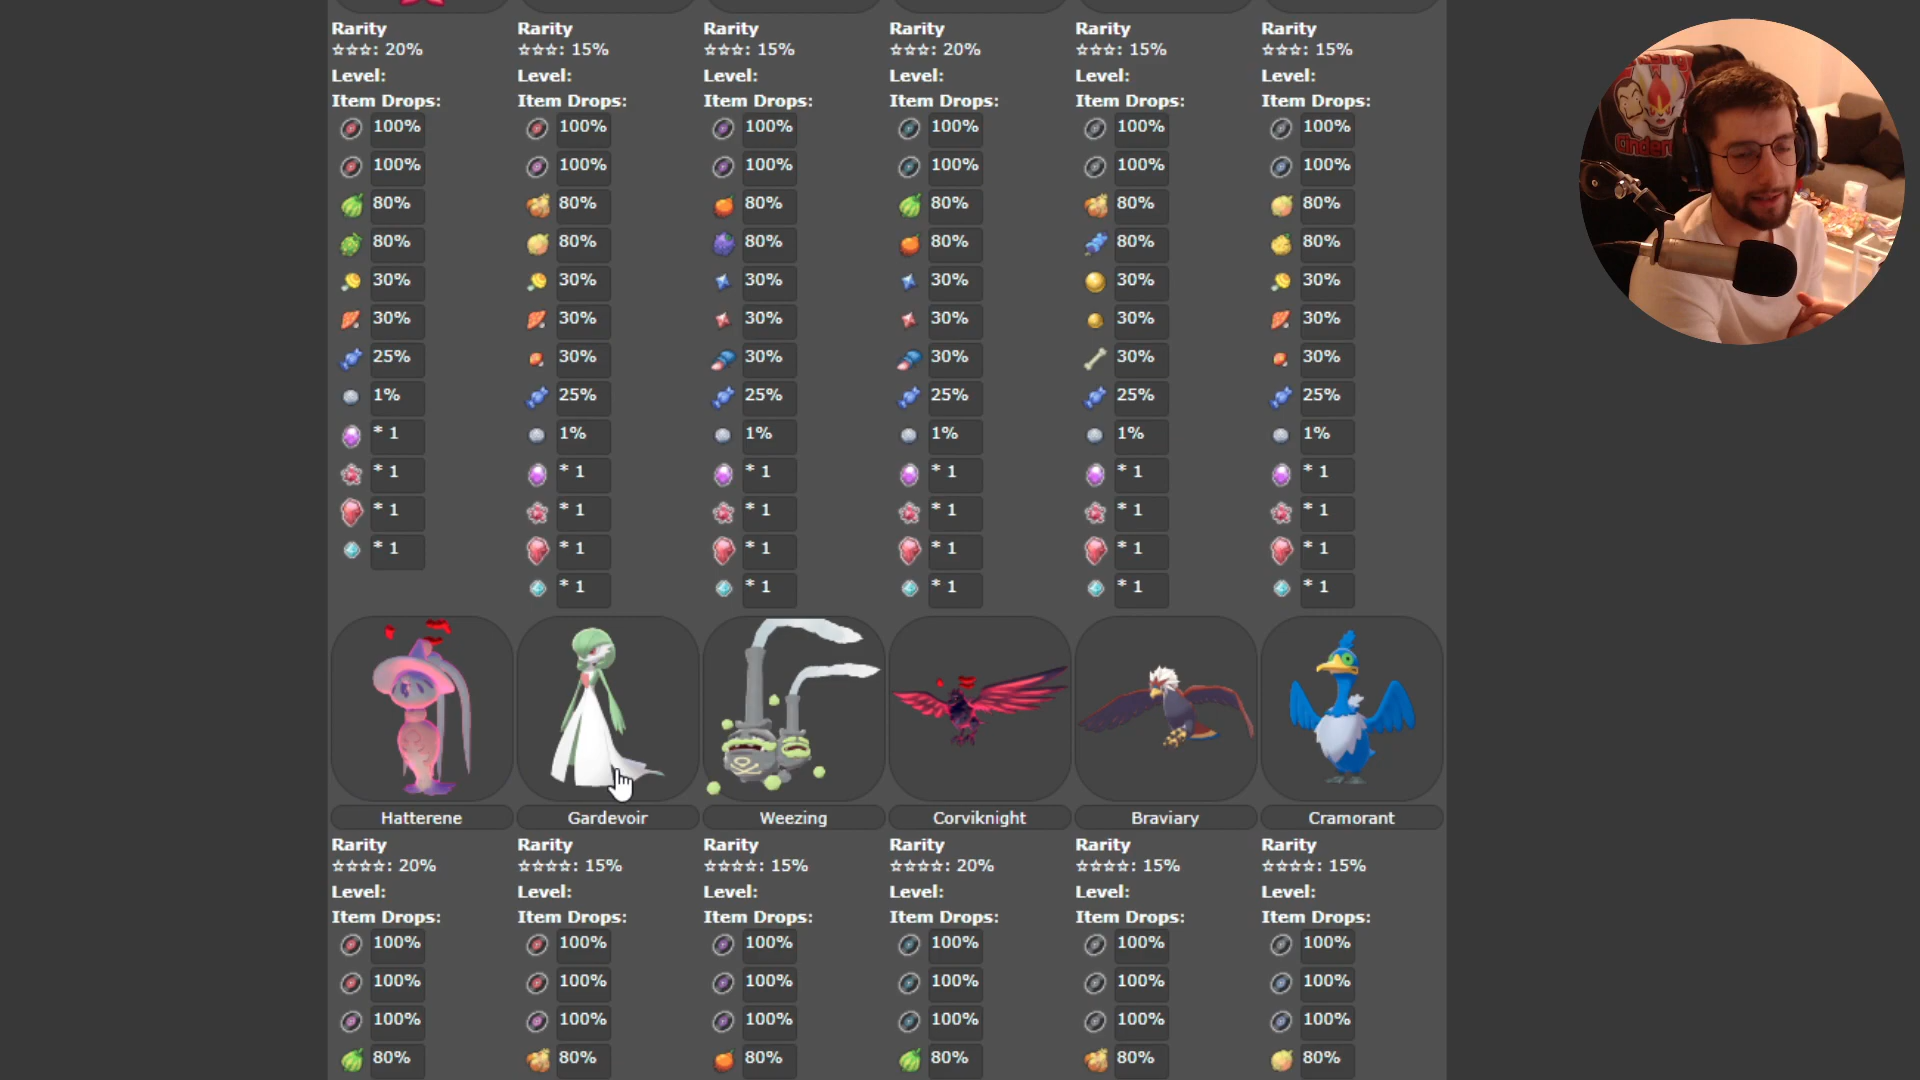 Rarity Rarity Rarity Rarity Rarity Rarity
☆☆☆: 20% ☆☆☆: 15% ☆☆☆: 15% ☆☆☆: 20% ☆☆☆: 15% ☆☆☆: 15%
Level: Level: Level: Level: Level: Level:
Item Drops: Item Drops: Item Drops: Item Drops: Item Drops: Item Drops:
100% 100% 100% 100% 100% 100%
100% 100% 100% 100% 100% 100%
80% 80% 80% 80% 80% 80%
80% 80% 80% 80% 80% 80%
30% 30% 30% 30% 30% 30%
30% 30% 30% 30% 30% 30%
25% 30% 30% 30% 30% 30%
1% 25% 25% 25% 25% 25%
* 1 1% 1% 1% 1% 1%
* 1 * 1 * 1 * 1 * 1 * 1
* 1 * 1 * 1 * 1 * 1 * 1
* 1 * 1 * 1 * 1 * 1 * 1
* 1 * 1 * 1 * 1 * 1
Hatterene Gardevoir Weezing Corviknight Braviary Cramorant
Rarity Rarity Rarity Rarity Rarity Rarity
☆☆☆☆: 20% ☆☆☆☆: 15% ☆☆☆☆: 15% ☆☆☆☆: 20% ☆☆☆☆: 15% ☆☆☆☆: 15%
Level: Level: Level: Level: Level: Level:
Item Drops: Item Drops: Item Drops: Item Drops: Item Drops: Item Drops:
100% 100% 100% 100% 100% 100%
100% 100% 100% 100% 100% 100%
100% 100% 100% 100% 100% 100%
80% 80% 80% 80% 80% 80%